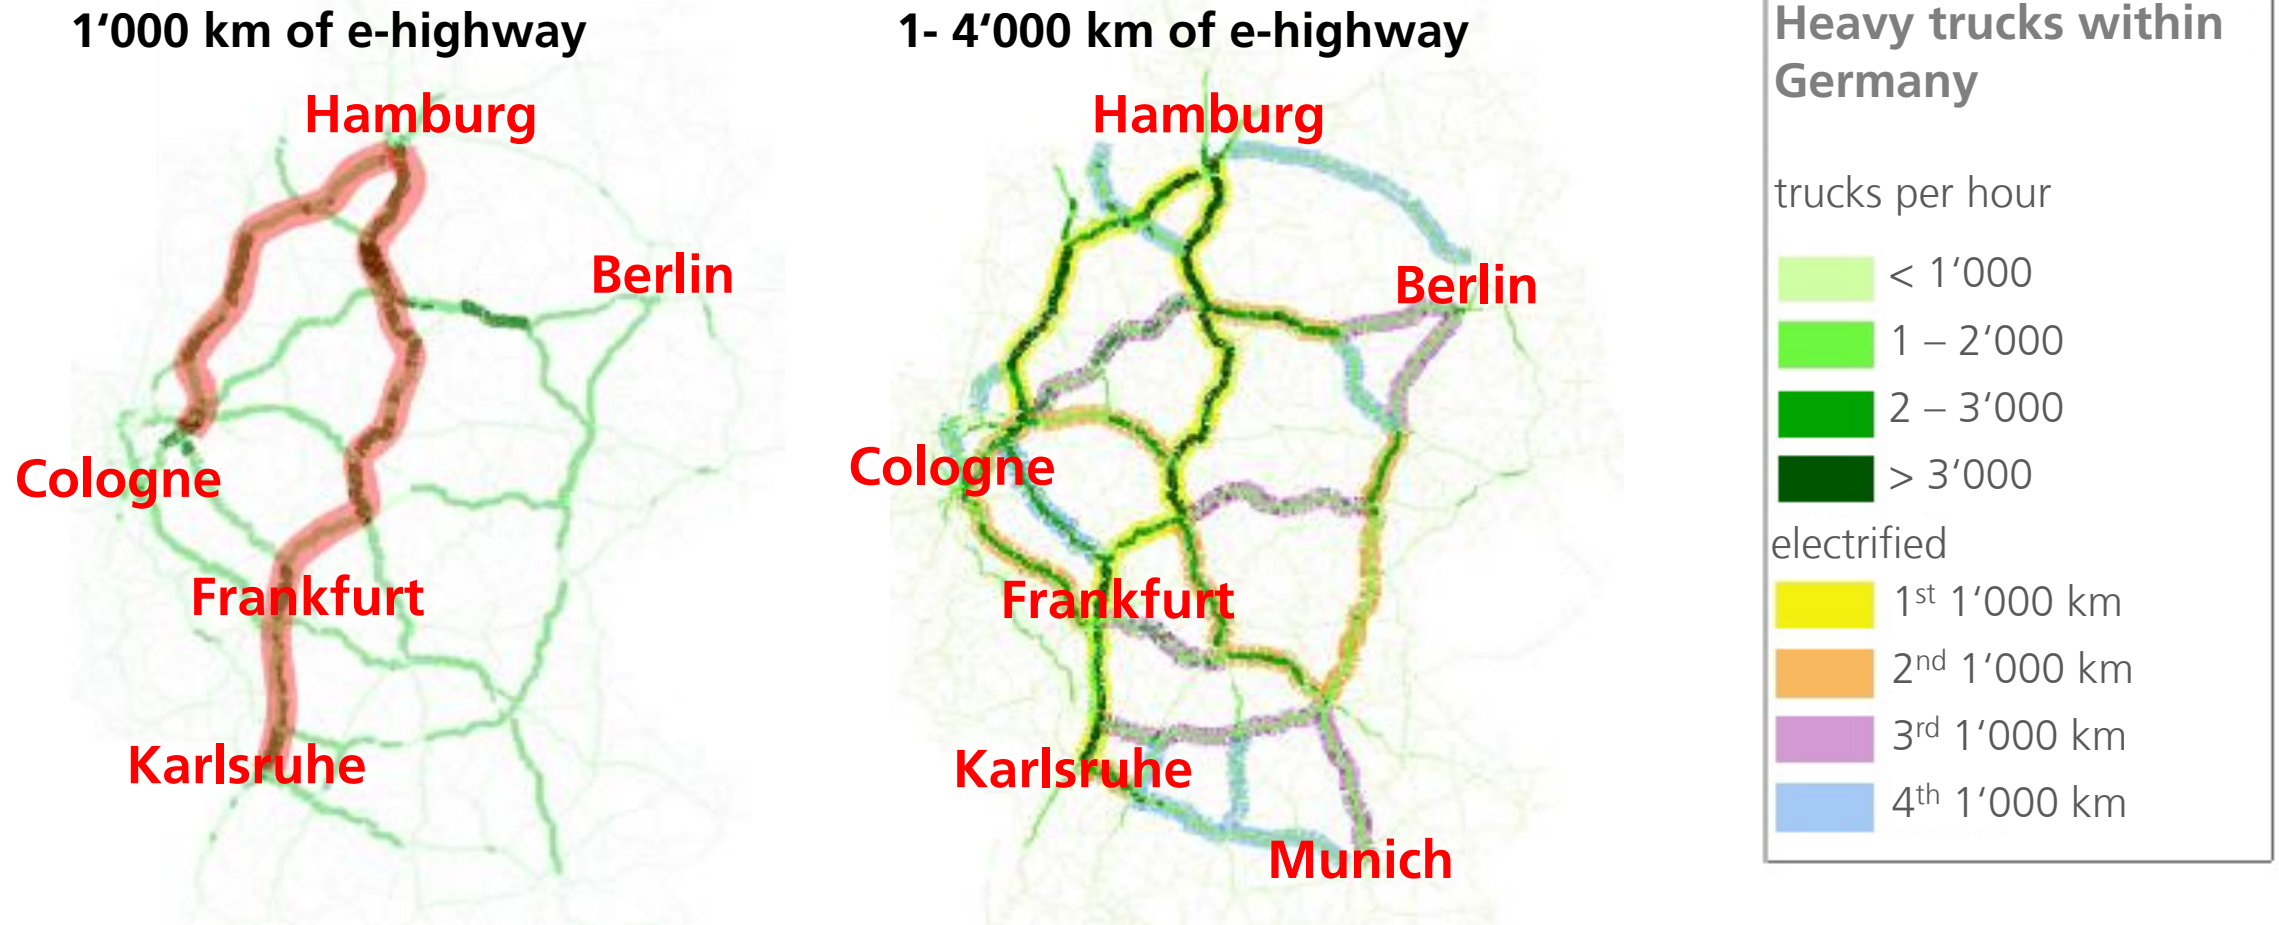 1‘000 km of e-highway
Hamburg
Berlin
Cologne
Frankfurt
Karlsruhe
1- 4‘000 km of e-highway
Hamburg
Berlin
Cologne
Frankfurt
Karlsruhe
Munich
Heavy trucks within
Germany
trucks per hour
< 1‘000
1 – 2‘000
2 – 3‘000
> 3‘000
electrified
1st 1‘000 km
2nd 1‘000 km
3rd 1‘000 km
4th 1‘000 km